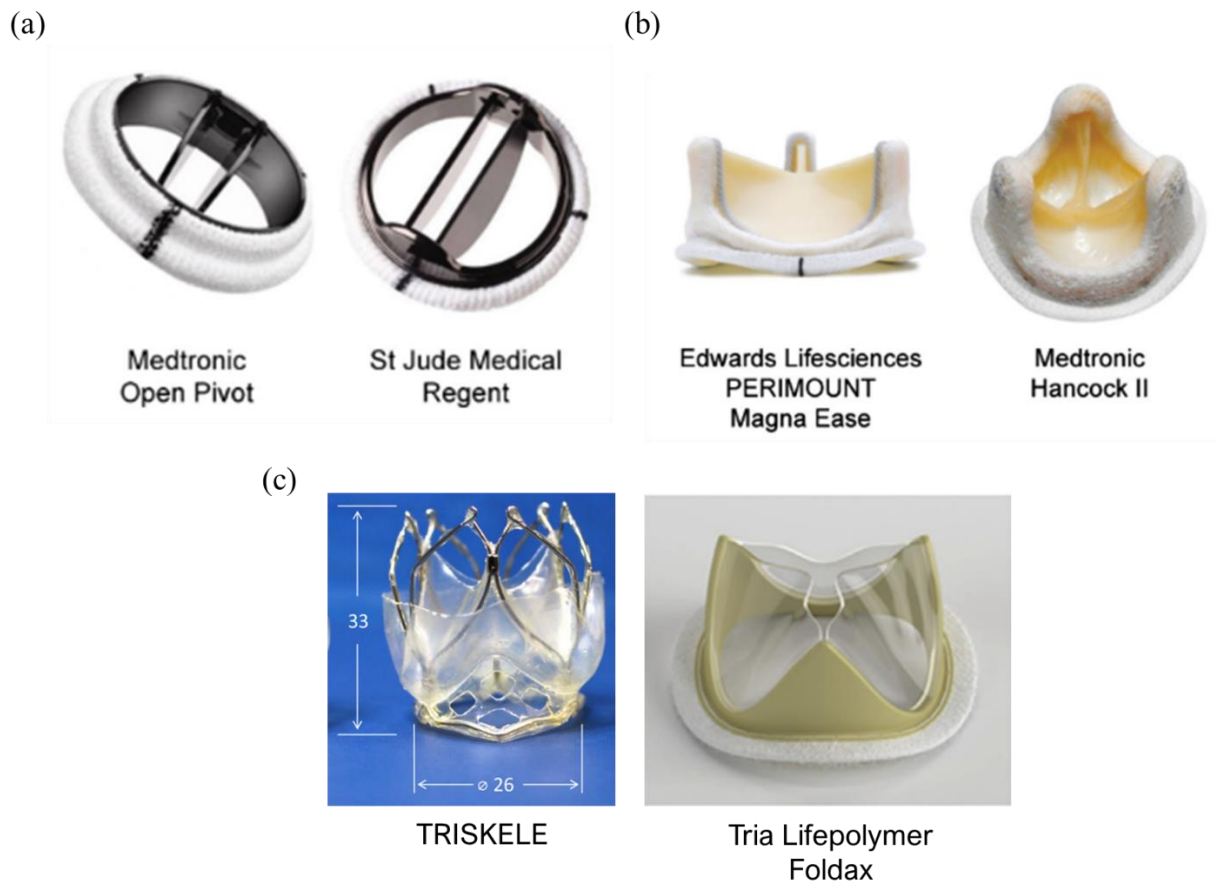 (a)
(b)
Medtronic
Open Pivot
St Jude Medical
Regent
Edwards Lifesciences
PERIMOUNT
Magna Ease
Medtronic
Hancock II
(c)
33
⌀ 26
TRISKELE
Tria Lifepolymer
Foldax